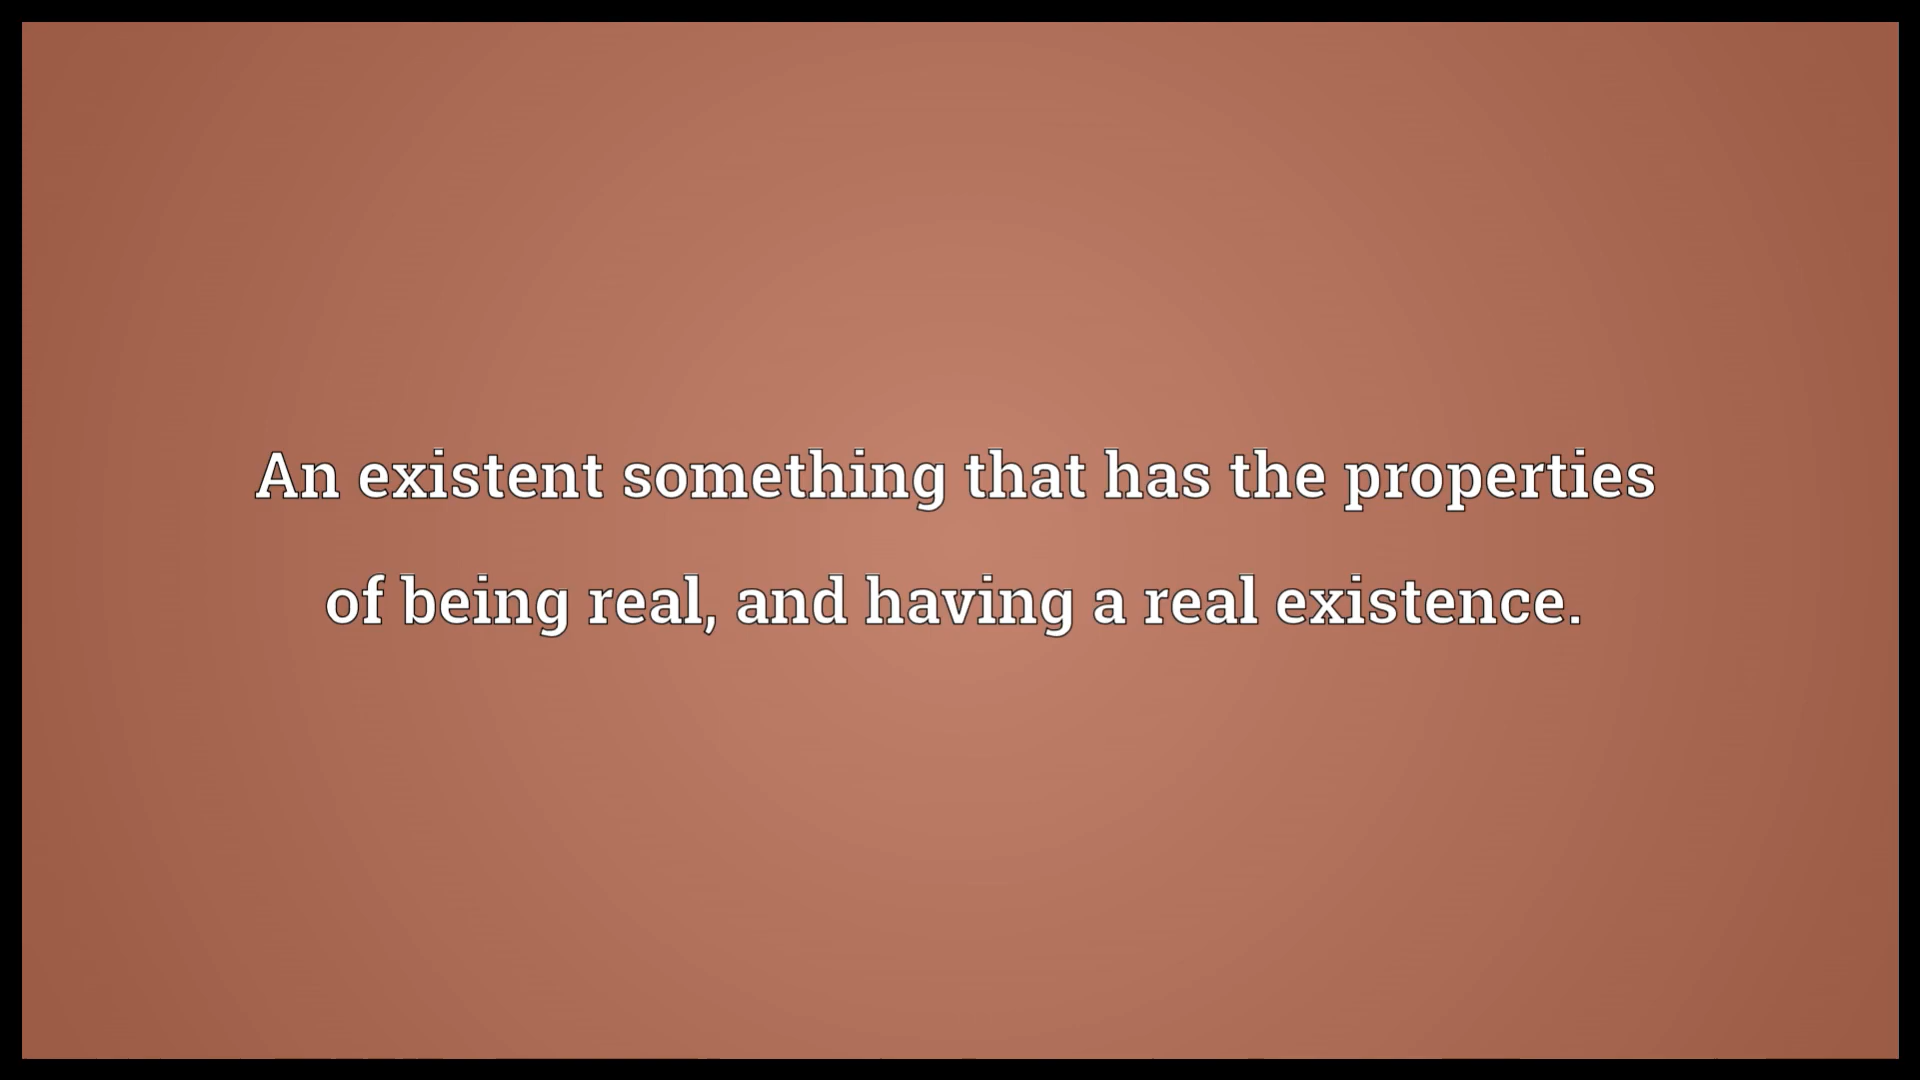 An existent something that has the properties
of being real, and having a real existence.